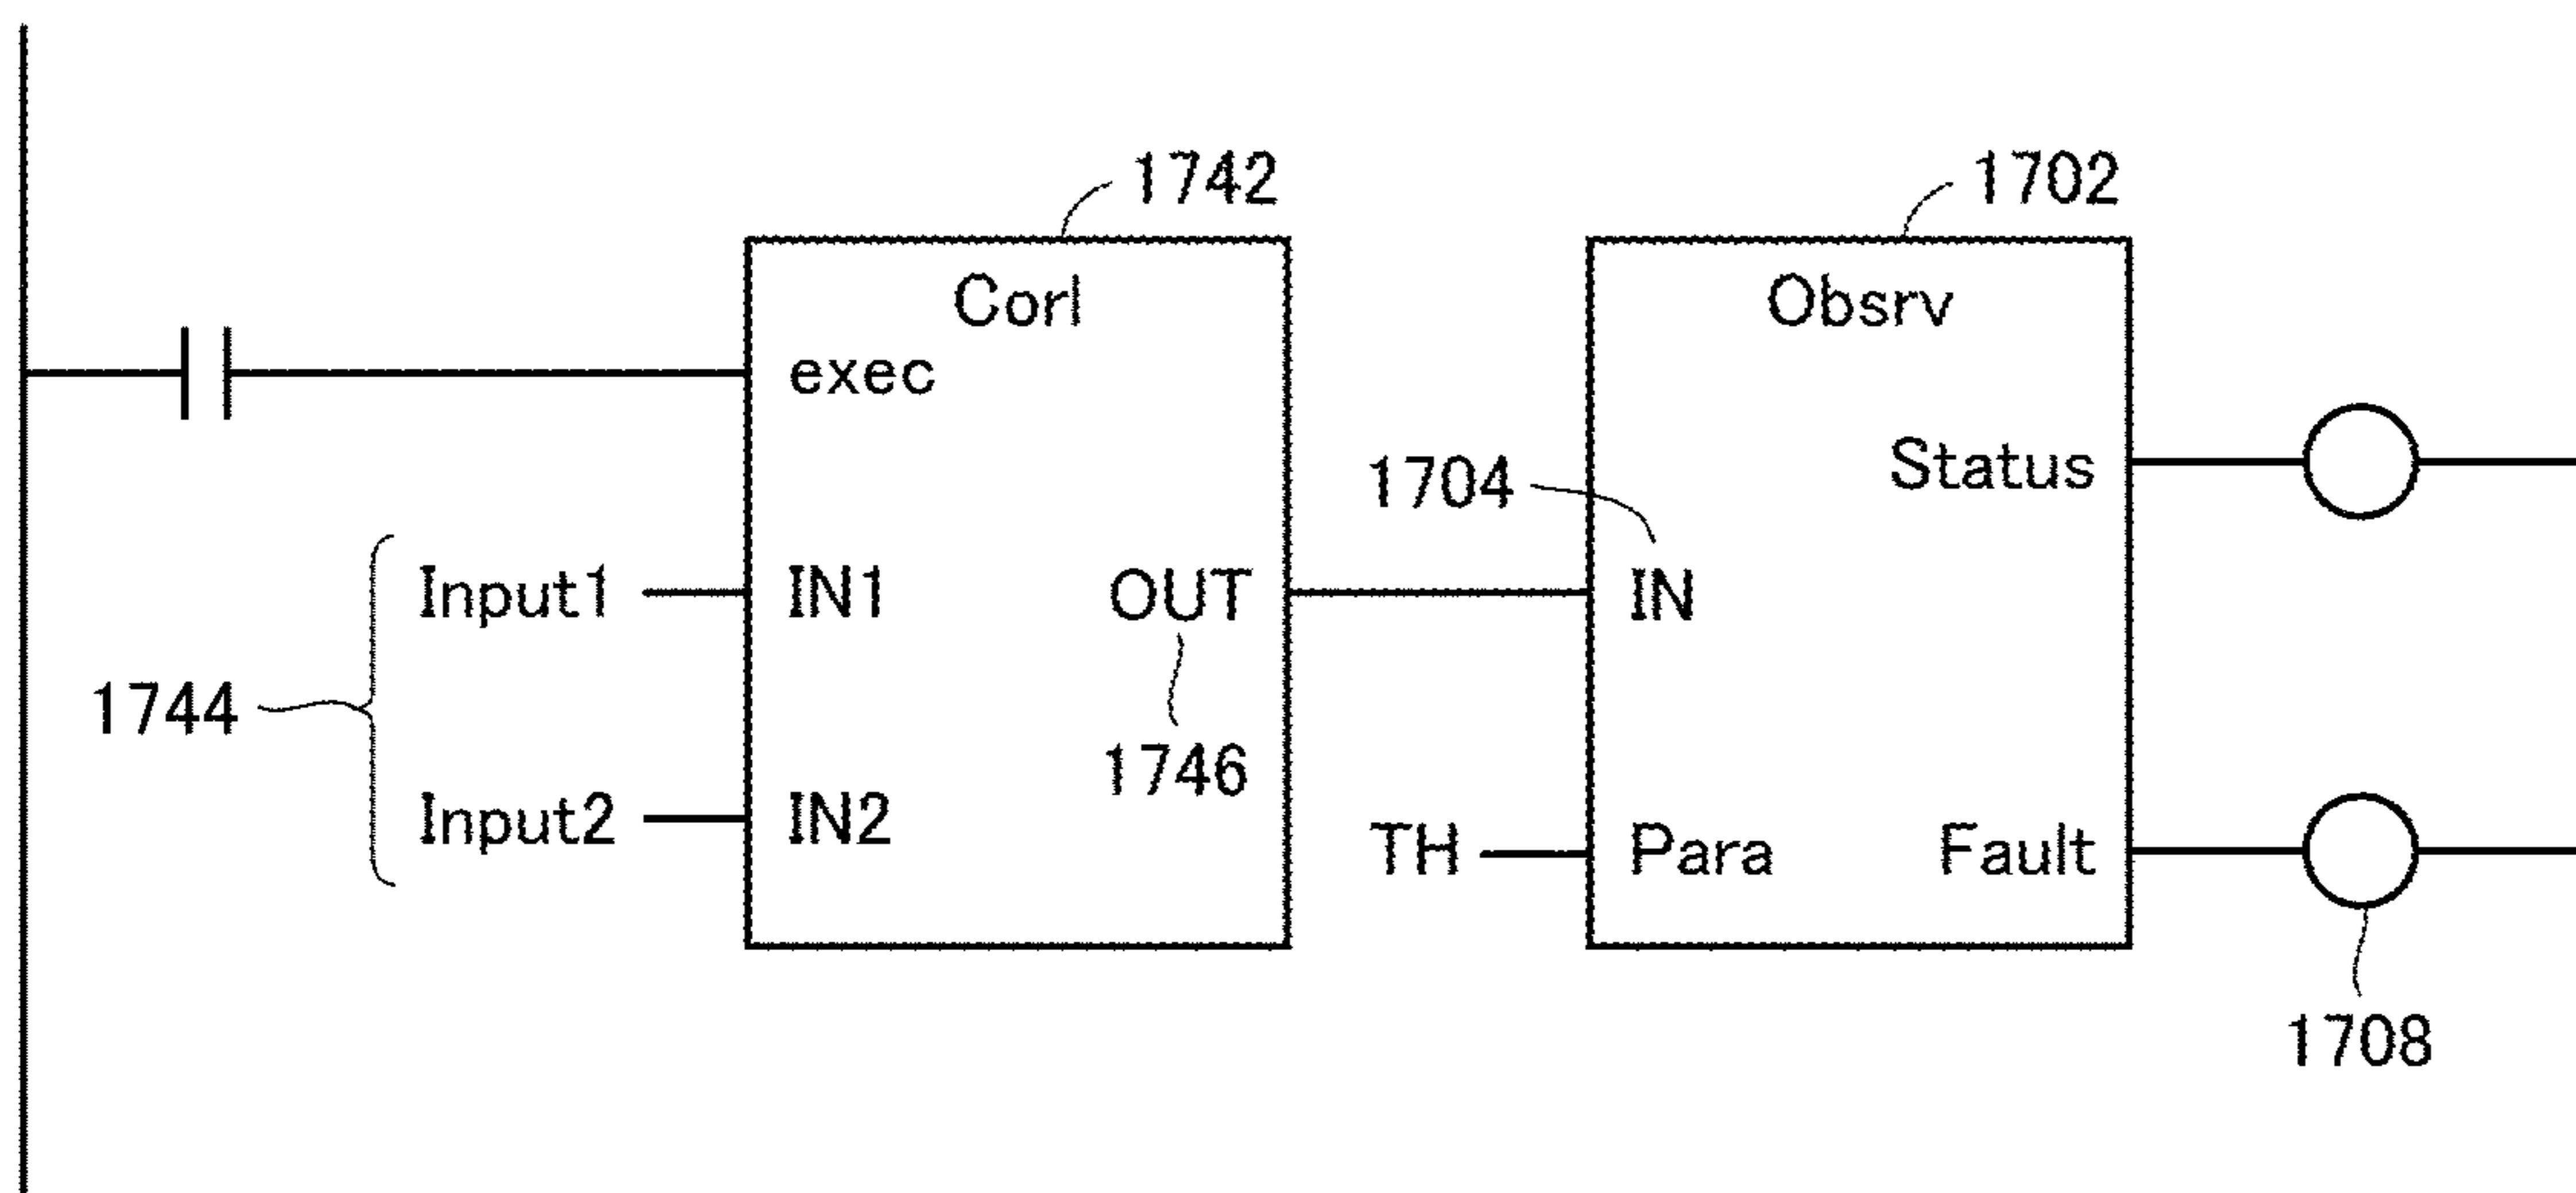 1742
1702
Corl
Obsrv
exec
Status
1704
Input1
IN1
OUT
IN
1744
1746
Input2
IN2
TH
Para
Fault
1708